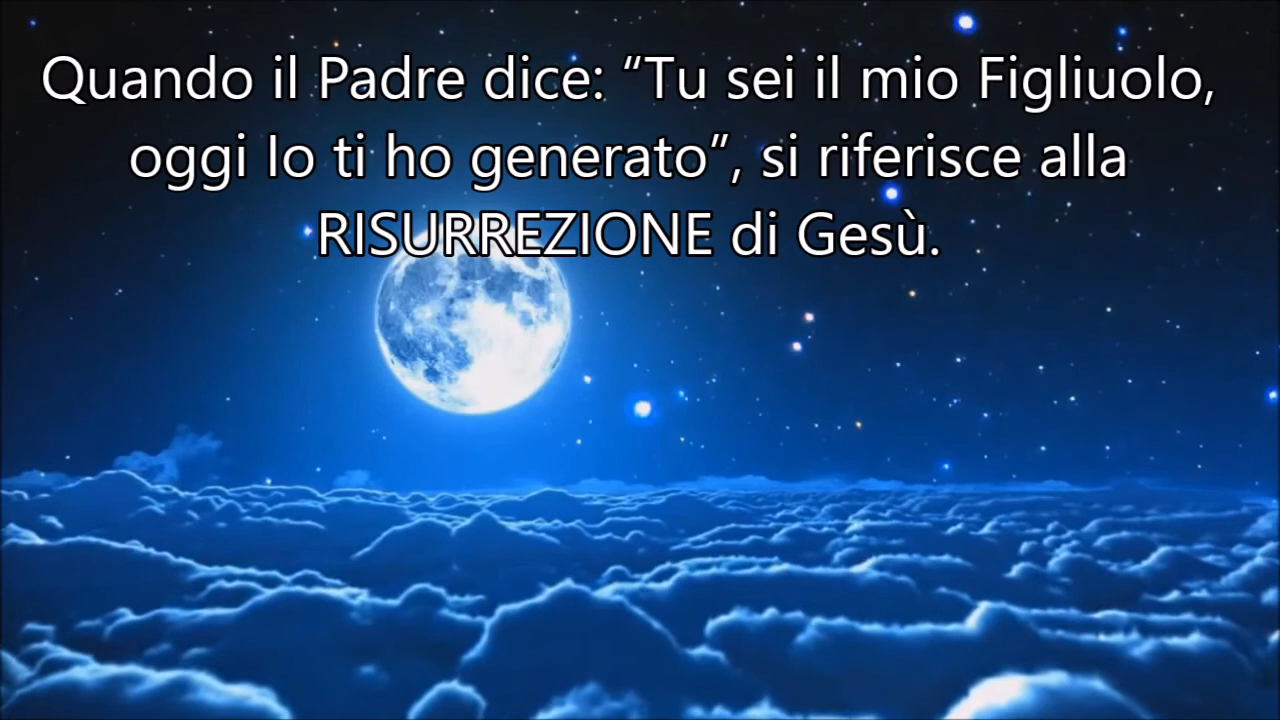 Quando il Padre dice: “Tu sei il mio Figliuolo,
oggi Io ti ho generato”, si riferisce alla
RISURREZIONE di Gesù.